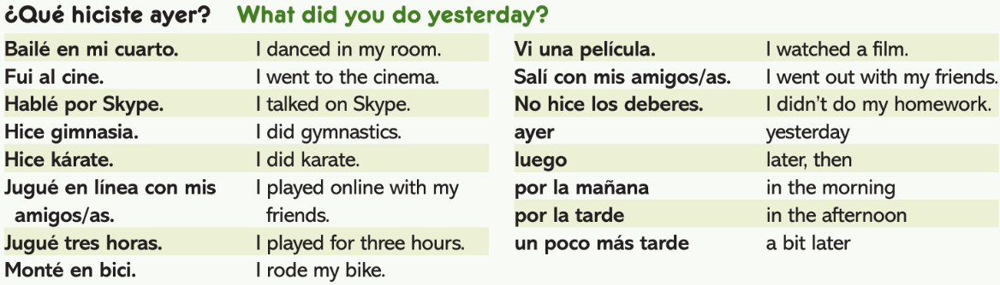 ¿Qué hiciste ayer? What did you do yesterday?
Bailé en mi cuarto. I danced in my room.
Fui al cine. I went to the cinema.
Hablé por Skype. I talked on Skype.
Hice gimnasia. I did gymnastics.
Hice kárate. I did karate.
Jugué en línea con mis I played online with my
amigos/as. friends.
Jugué tres horas. I played for three hours.
Monté en bici. I rode my bike.
Vi una película. I watched a film.
Salí con mis amigos/as. I went out with my friends.
No hice los deberes. I didn't do my homework.
ayer yesterday
luego later, then
por la mañana in the morning
por la tarde in the afternoon
un poco más tarde a bit later